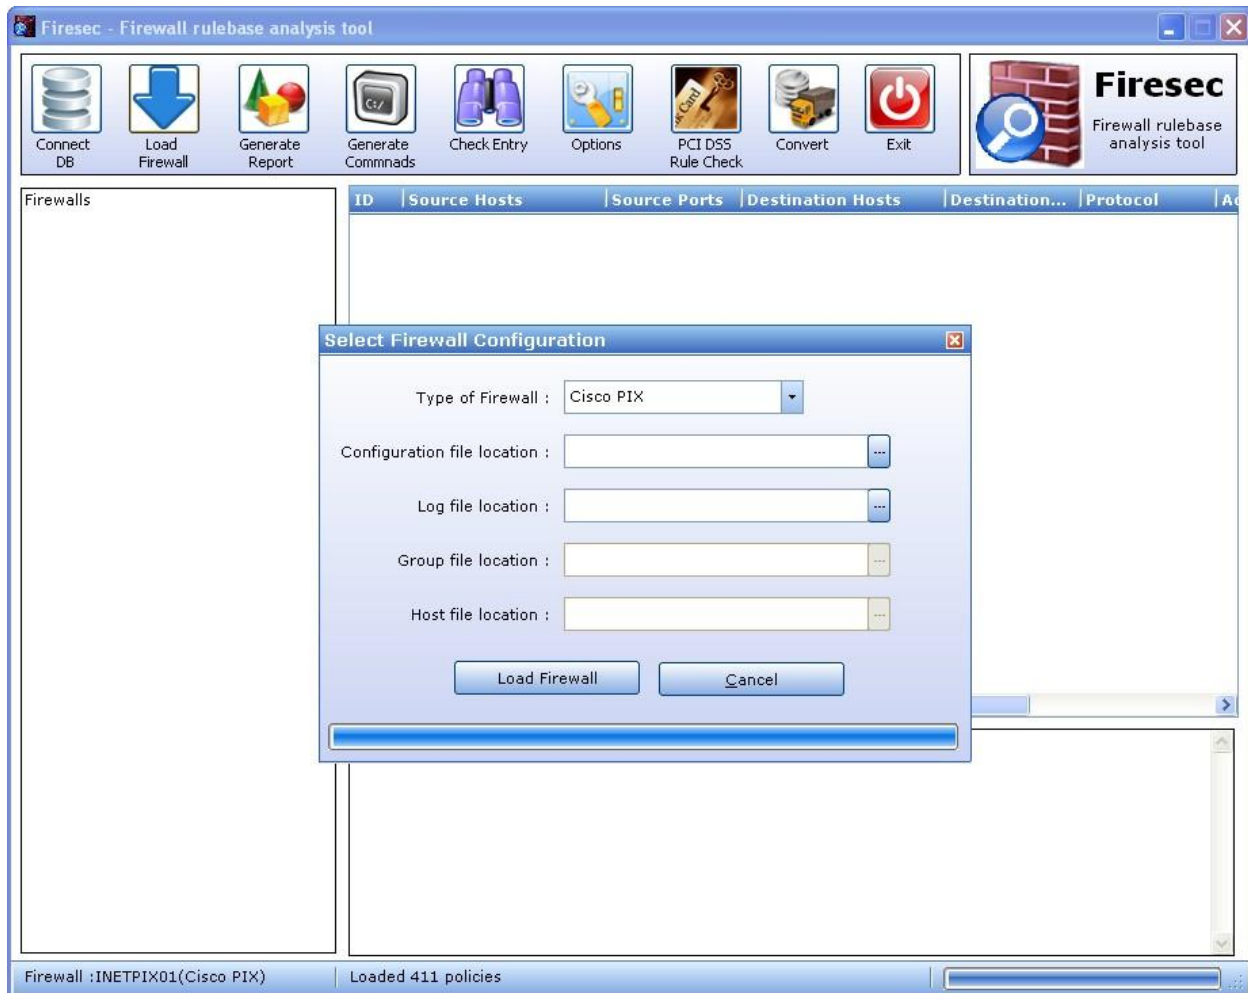 Firesec - Firewall rulebase analysis tool
Connect DB
Load Firewall
Generate Report
C:/
Generate Commnads
Check Entry
Options
Card
PCI DSS Rule Check
Convert
Exit
Firesec
Firewall rulebase analysis tool
Firewalls
ID
Source Hosts
Source Ports
Destination Hosts
Destination...
Protocol
Select Firewall Configuration
Type of Firewall :
Cisco PIX
Configuration file location :
...
Log file location :
...
Group file location :
...
Host file location :
...
Load Firewall
Cancel
Firewall :INETPIX01(Cisco PIX)
Loaded 411 policies